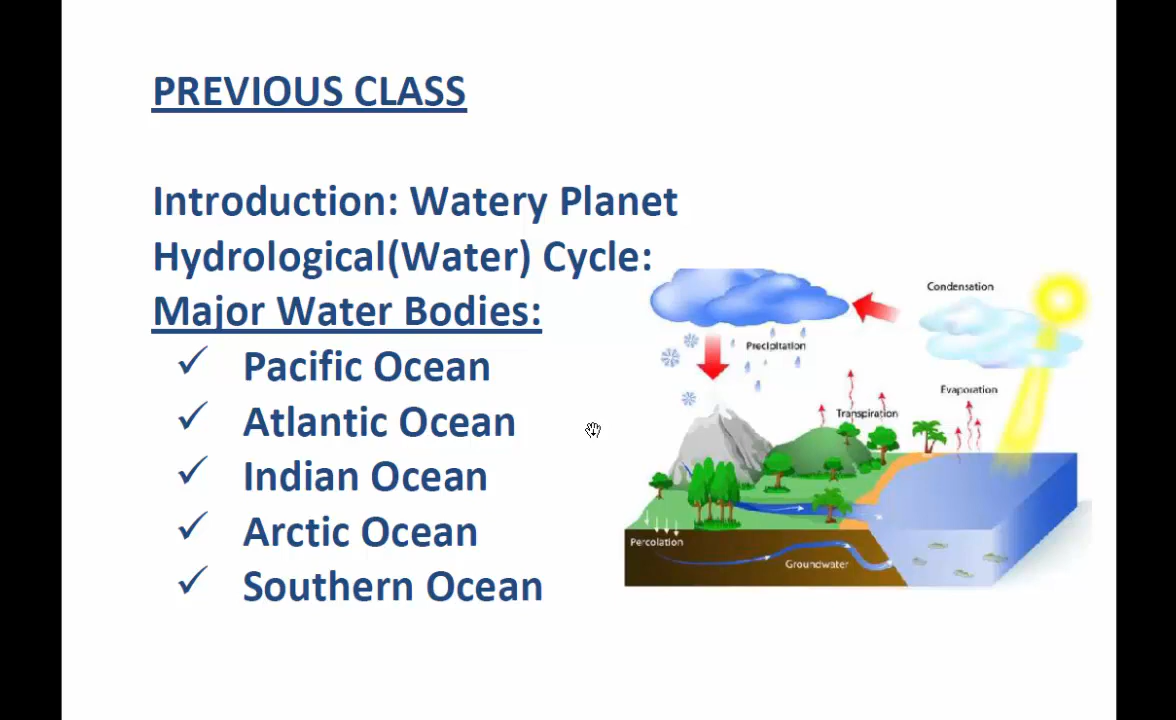 PREVIOUS CLASS
Introduction: Watery Planet
Hydrological(Water) Cycle:
Major Water Bodies:
✓ Pacific Ocean
✓ Atlantic Ocean
✓ Indian Ocean
✓ Arctic Ocean
✓ Southern Ocean
Condensation
Precipitation
Evaporation
Transpiration
Percolation
Groundwater